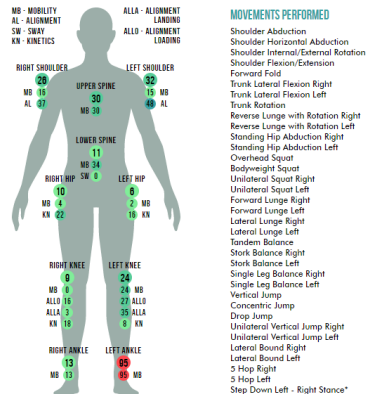 MB - MOBILITY
AL - ALIGNMENT
SW - SWAY
KN - KINETICS
ALLA - ALIGNMENT
LANDING
ALLO - ALIGNMENT
LOADING
RIGHT SHOULDER
26
MB 16
AL 37
LEFT SHOULDER
32
15 MB
48 AL
UPPER SPINE
30
MB 30
LOWER SPINE
11
MB 34
SW 0
RIGHT HIP
10
MB 4
KN 22
LEFT HIP
6
2 MB
16 KN
RIGHT KNEE
9
MB 9
ALLO 16
ALLA 3
KN 18
LEFT KNEE
24
24 MB
27 ALLO
35 ALLA
8 KN
RIGHT ANKLE
13
MB 13
LEFT ANKLE
95
95 MB
MOVEMENTS PERFORMED
Shoulder Abduction
Shoulder Horizontal Abduction
Shoulder Internal/External Rotation
Shoulder Flexion/Extension
Forward Fold
Trunk Lateral Flexion Right
Trunk Lateral Flexion Left
Trunk Rotation
Reverse Lunge with Rotation Right
Reverse Lunge with Rotation Left
Standing Hip Abduction Right
Standing Hip Abduction Left
Overhead Squat
Bodyweight Squat
Unilateral Squat Right
Unilateral Squat Left
Forward Lunge Right
Forward Lunge Left
Lateral Lunge Right
Lateral Lunge Left
Tandem Balance
Stork Balance Right
Stork Balance Left
Single Leg Balance Right
Single Leg Balance Left
Vertical Jump
Concentric Jump
Drop Jump
Unilateral Vertical Jump Right
Unilateral Vertical Jump Left
Lateral Bound Right
Lateral Bound Left
5 Hop Right
5 Hop Left
Step Down Left - Right Stance*